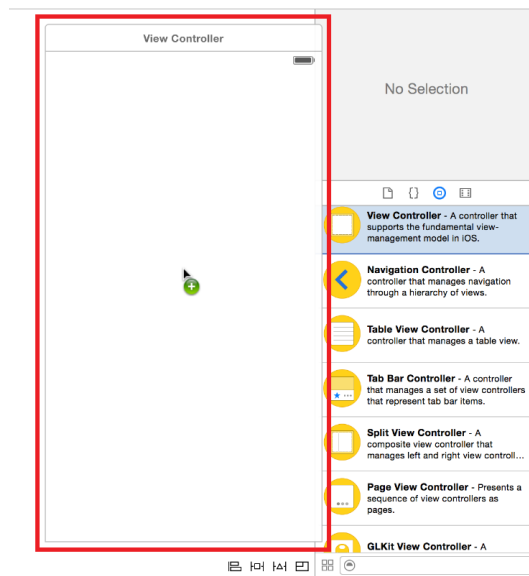 View Controller
No Selection
{}
View Controller - A controller that
supports the fundamental view-
management model in iOS.
Navigation Controller - A
controller that manages navigation
through a hierarchy of views.
Table View Controller - A
controller that manages a table view.
Tab Bar Controller - A controller
that manages a set of view controllers
that represent tab bar items.
Split View Controller - A
composite view controller that
manages left and right view controll...
Page View Controller - Presents a
sequence of view controllers as
pages.
GLKit View Controller - A